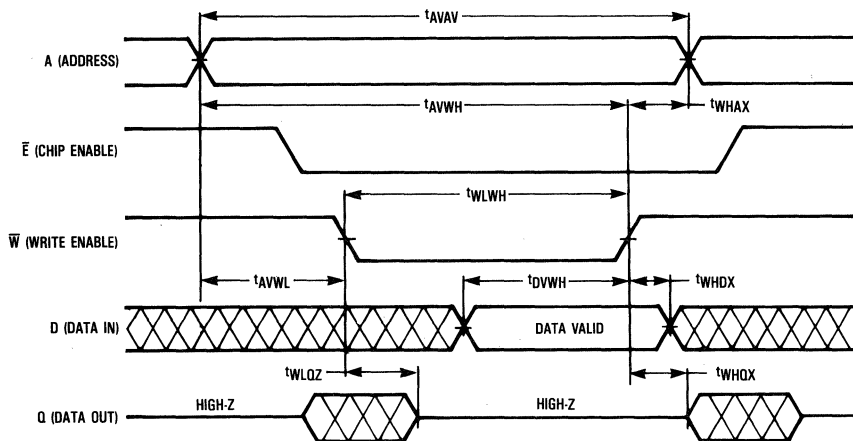 tAVAV
A (ADDRESS)
tAVWH
tWHAX
E (CHIP ENABLE)
tWLWH
W (WRITE ENABLE)
tAVWL
tDVWH
tWHDX
D (DATA IN)
DATA VALID
tWLQZ
tWHQX
HIGH-Z
HIGH-Z
Q (DATA OUT)